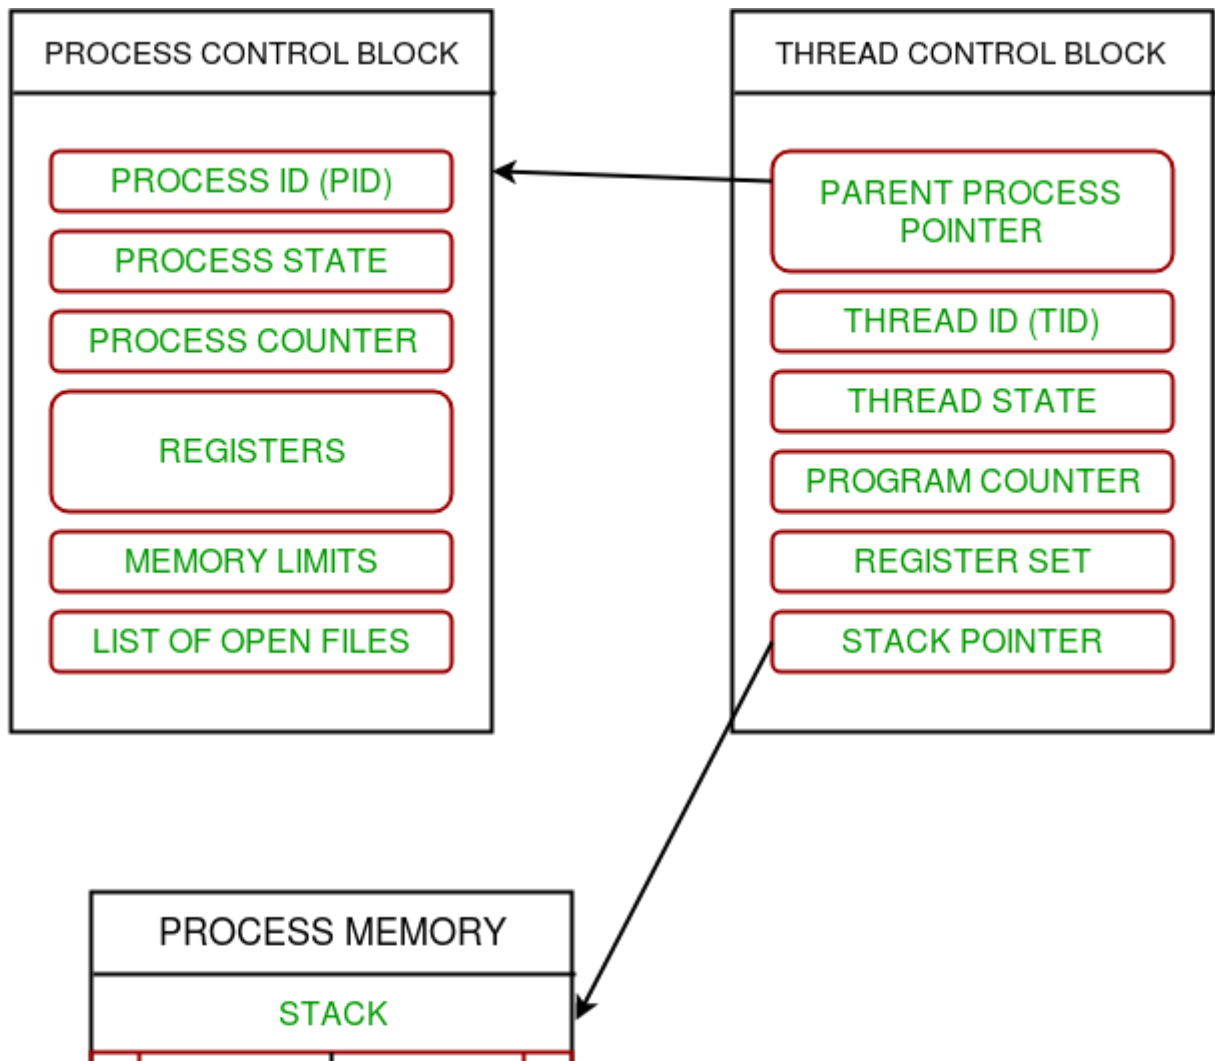 PROCESS CONTROL BLOCK
PROCESS ID (PID)
PROCESS STATE
PROCESS COUNTER
REGISTERS
MEMORY LIMITS
LIST OF OPEN FILES
THREAD CONTROL BLOCK
PARENT PROCESS
POINTER
THREAD ID (TID)
THREAD STATE
PROGRAM COUNTER
REGISTER SET
STACK POINTER
PROCESS MEMORY
STACK